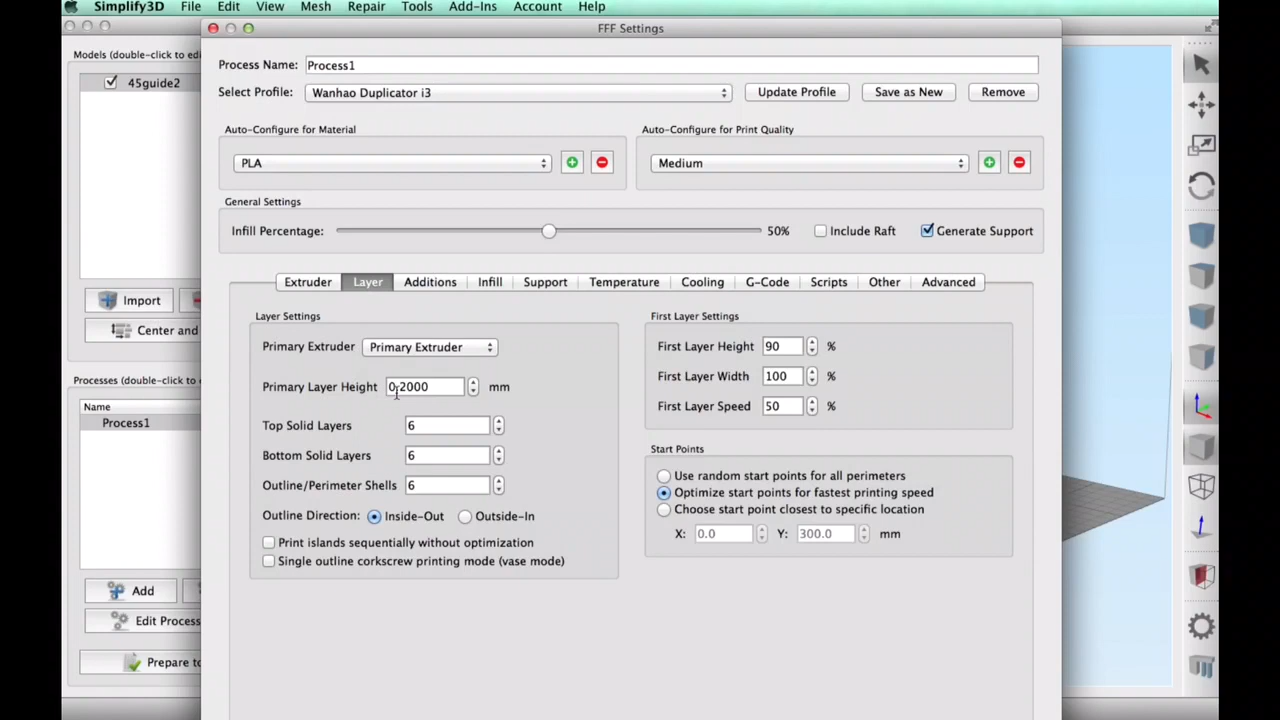 Simplify3D File Edit View Mesh Repair Tools Add-Ins Account Help
FFF Settings
Models (double-click to edi
45guide2
Import
Center and
Processes (double-click to
Name
Process1
Add
Edit Process
Prepare to
Process Name: Process1
Select Profile: Wanhao Duplicator i3 Update Profile Save as New Remove
Auto-Configure for Material Auto-Configure for Print Quality
PLA Medium
General Settings
Infill Percentage: 50% Include Raft Generate Support
Extruder Layer Additions Infill Support Temperature Cooling G-Code Scripts Other Advanced
Layer Settings
Primary Extruder Primary Extruder
Primary Layer Height 0.2000 mm
Top Solid Layers 6
Bottom Solid Layers 6
Outline/Perimeter Shells 6
Outline Direction: Inside-Out Outside-In
Print islands sequentially without optimization
Single outline corkscrew printing mode (vase mode)
First Layer Settings
First Layer Height 90 %
First Layer Width 100 %
First Layer Speed 50 %
Start Points
Use random start points for all perimeters
Optimize start points for fastest printing speed
Choose start point closest to specific location
X: 0.0 Y: 300.0 mm